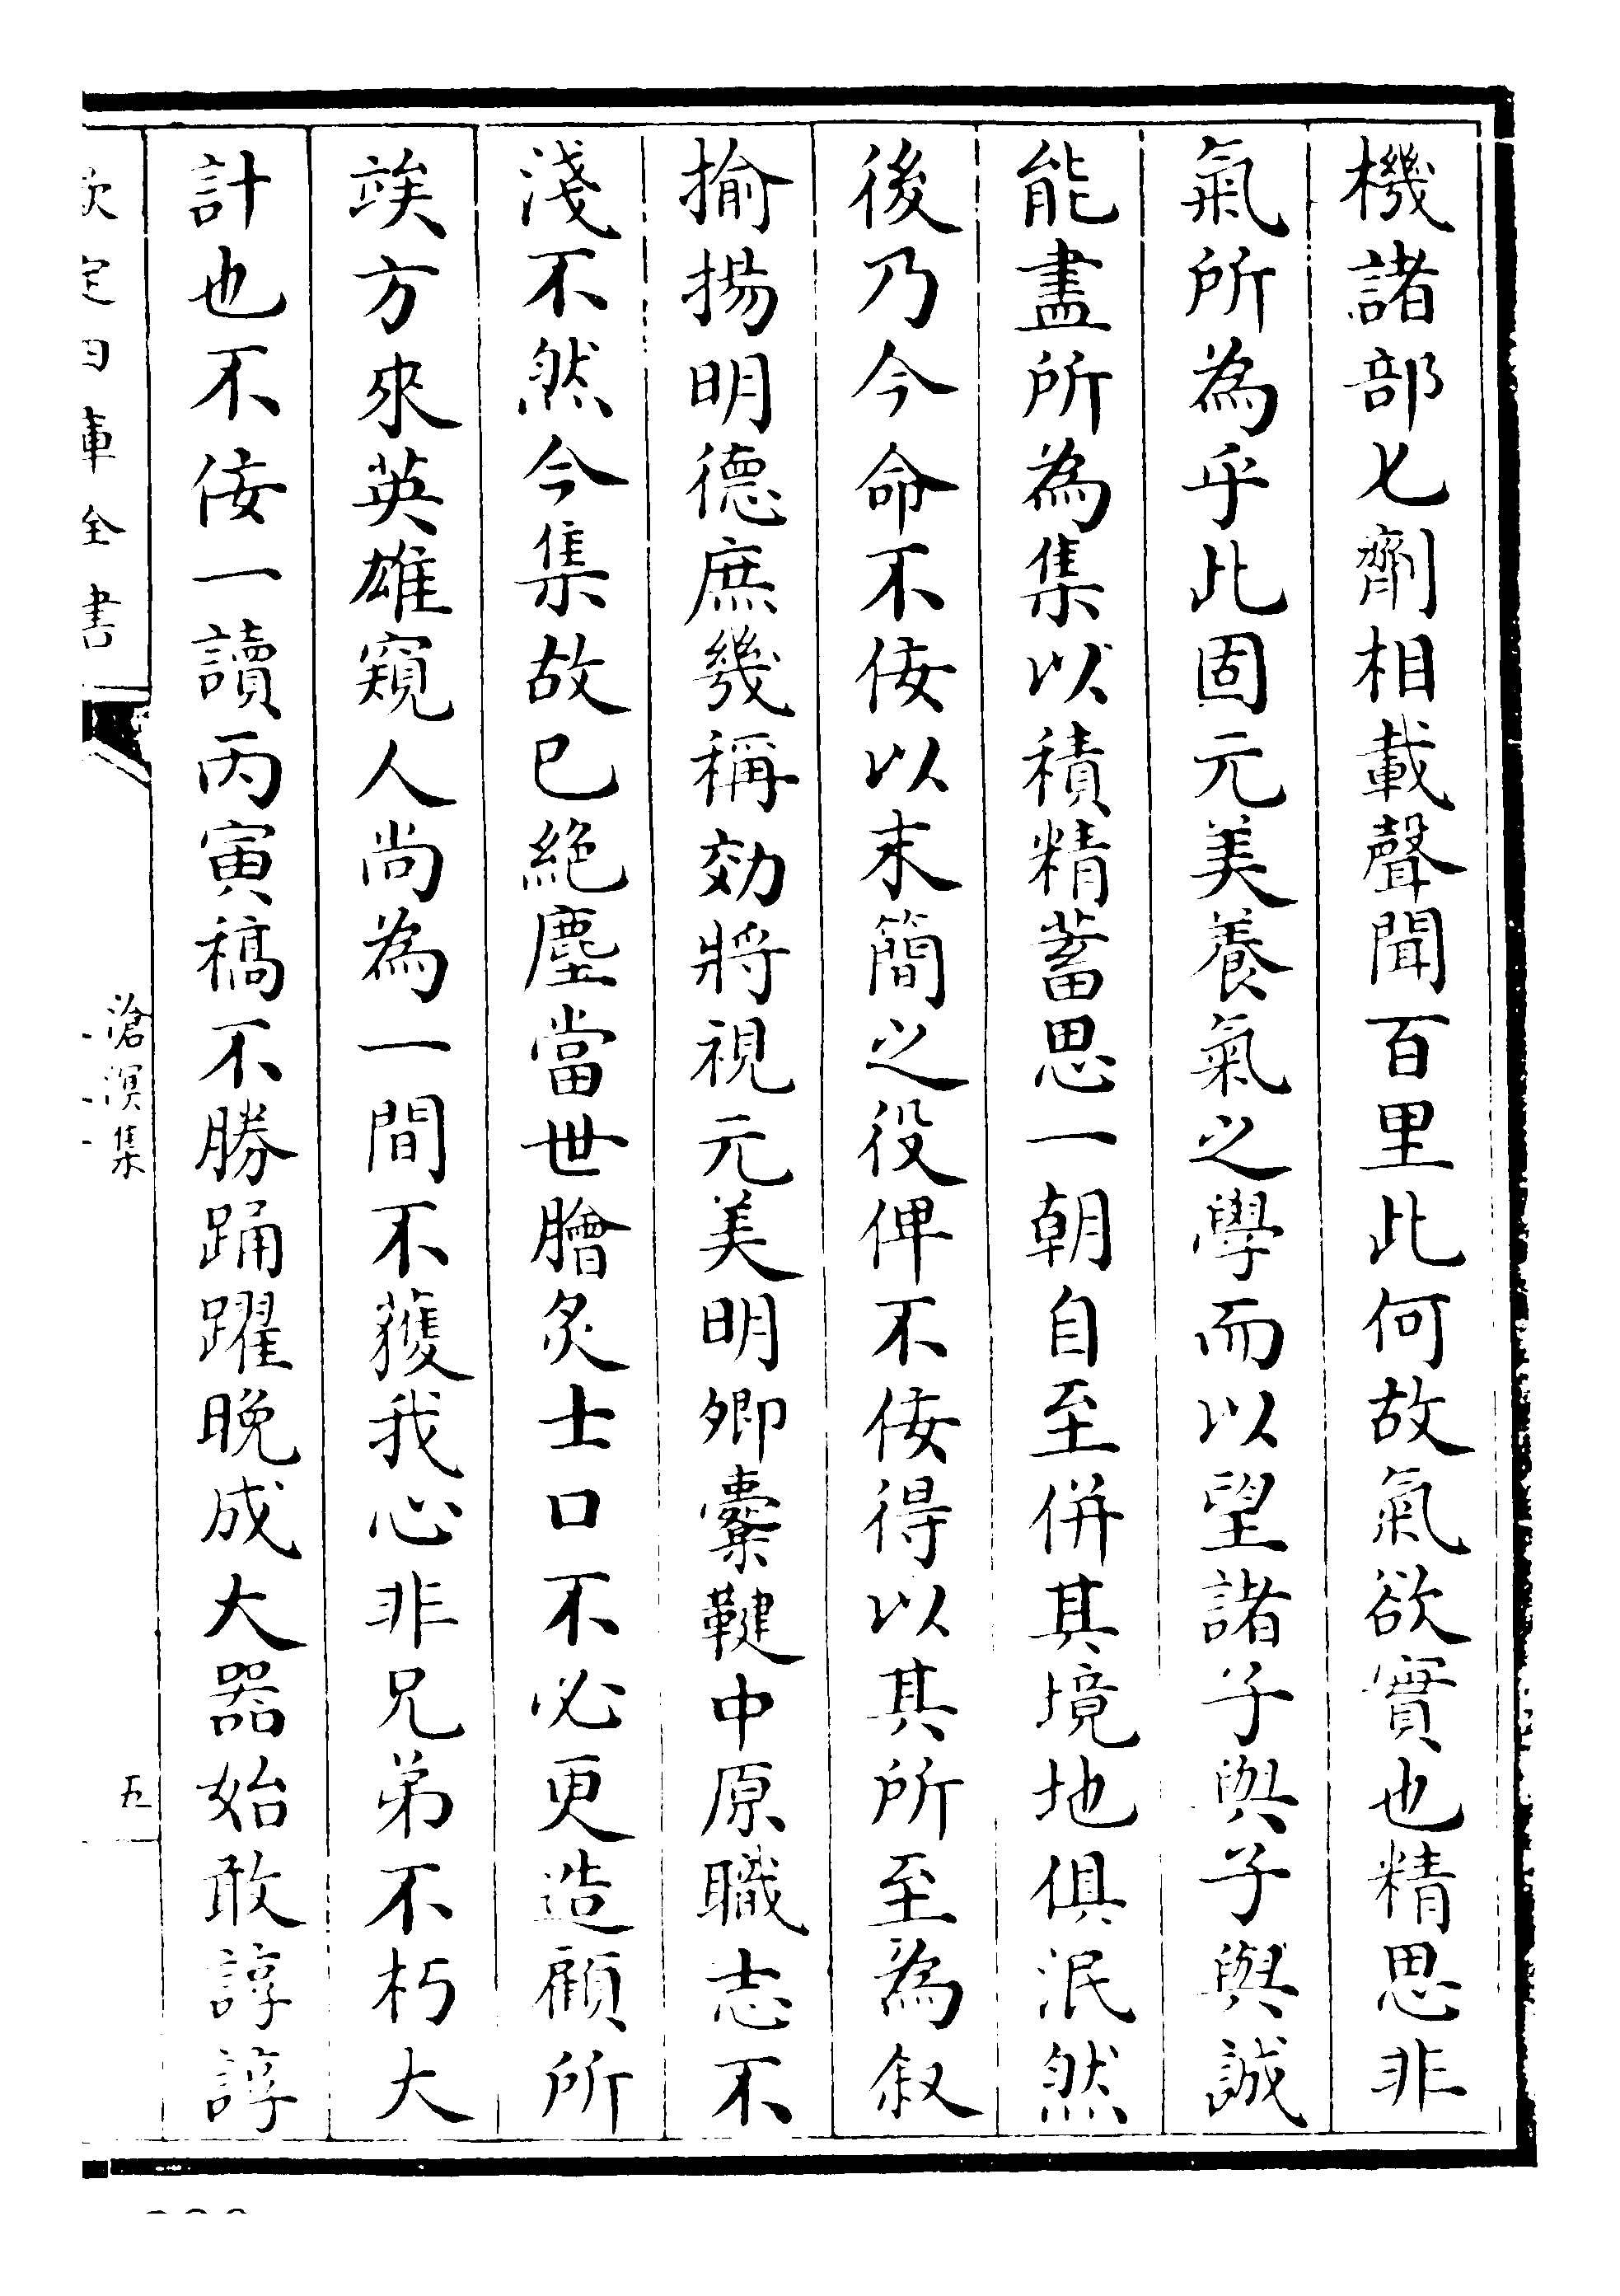 機諸部七劑相載聲聞百里此何故氣欲實也精思非
氣所為乎此固元美養氣之學而以望諸子與子與誠
能盡所為集以積精蓄思一朝自至併其境地俱泯然
後乃今命不佞以末簡之役俾不佞得以其所至為叙
揄揚明德庶幾稱効將視元美明卿櫜鞬中原職志不
淺不然今集故已絕塵當世膾炙士口不必更造顧所
竢方來英雄窺人尚為一間不獲我心非兄弟不朽大
計也不佞一讀丙寅稿不勝踊躍晚成大器始敢諄諄
欽定四庫全書
滄溟集
五